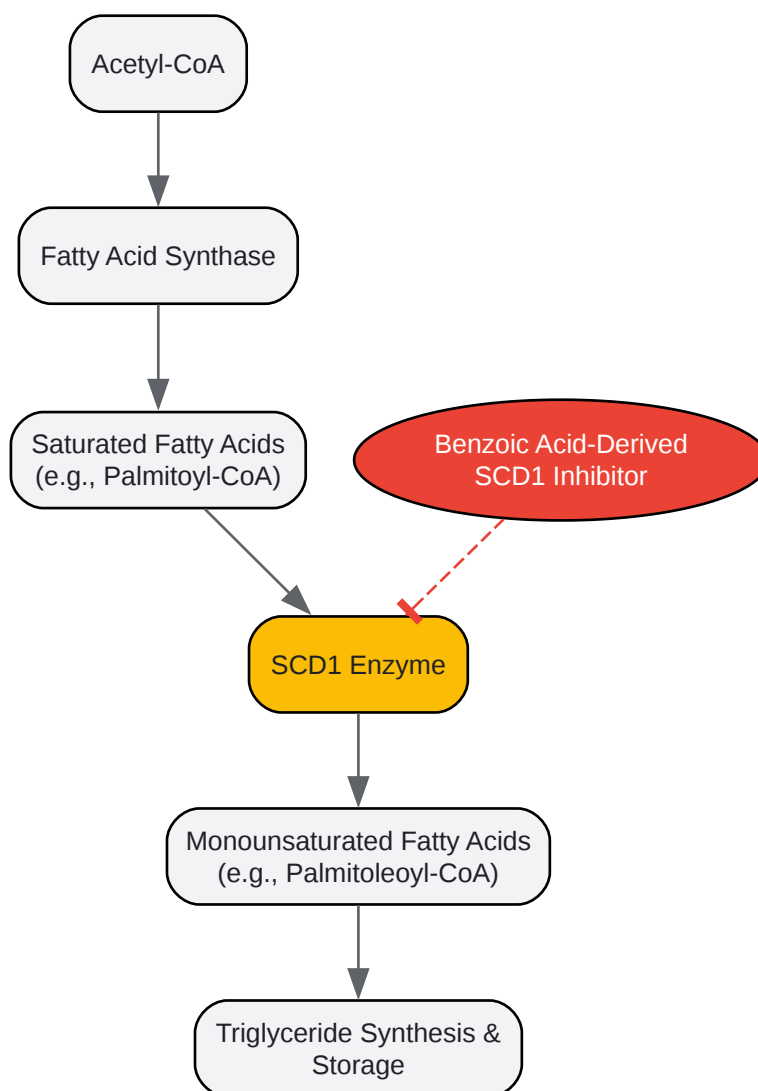 Acetyl-CoA
Fatty Acid Synthase
Saturated Fatty Acids
(e.g., Palmitoyl-CoA)
Benzoic Acid-Derived
SCD1 Inhibitor
SCD1 Enzyme
Monounsaturated Fatty Acids
(e.g., Palmitoleoyl-CoA)
Triglyceride Synthesis &
Storage